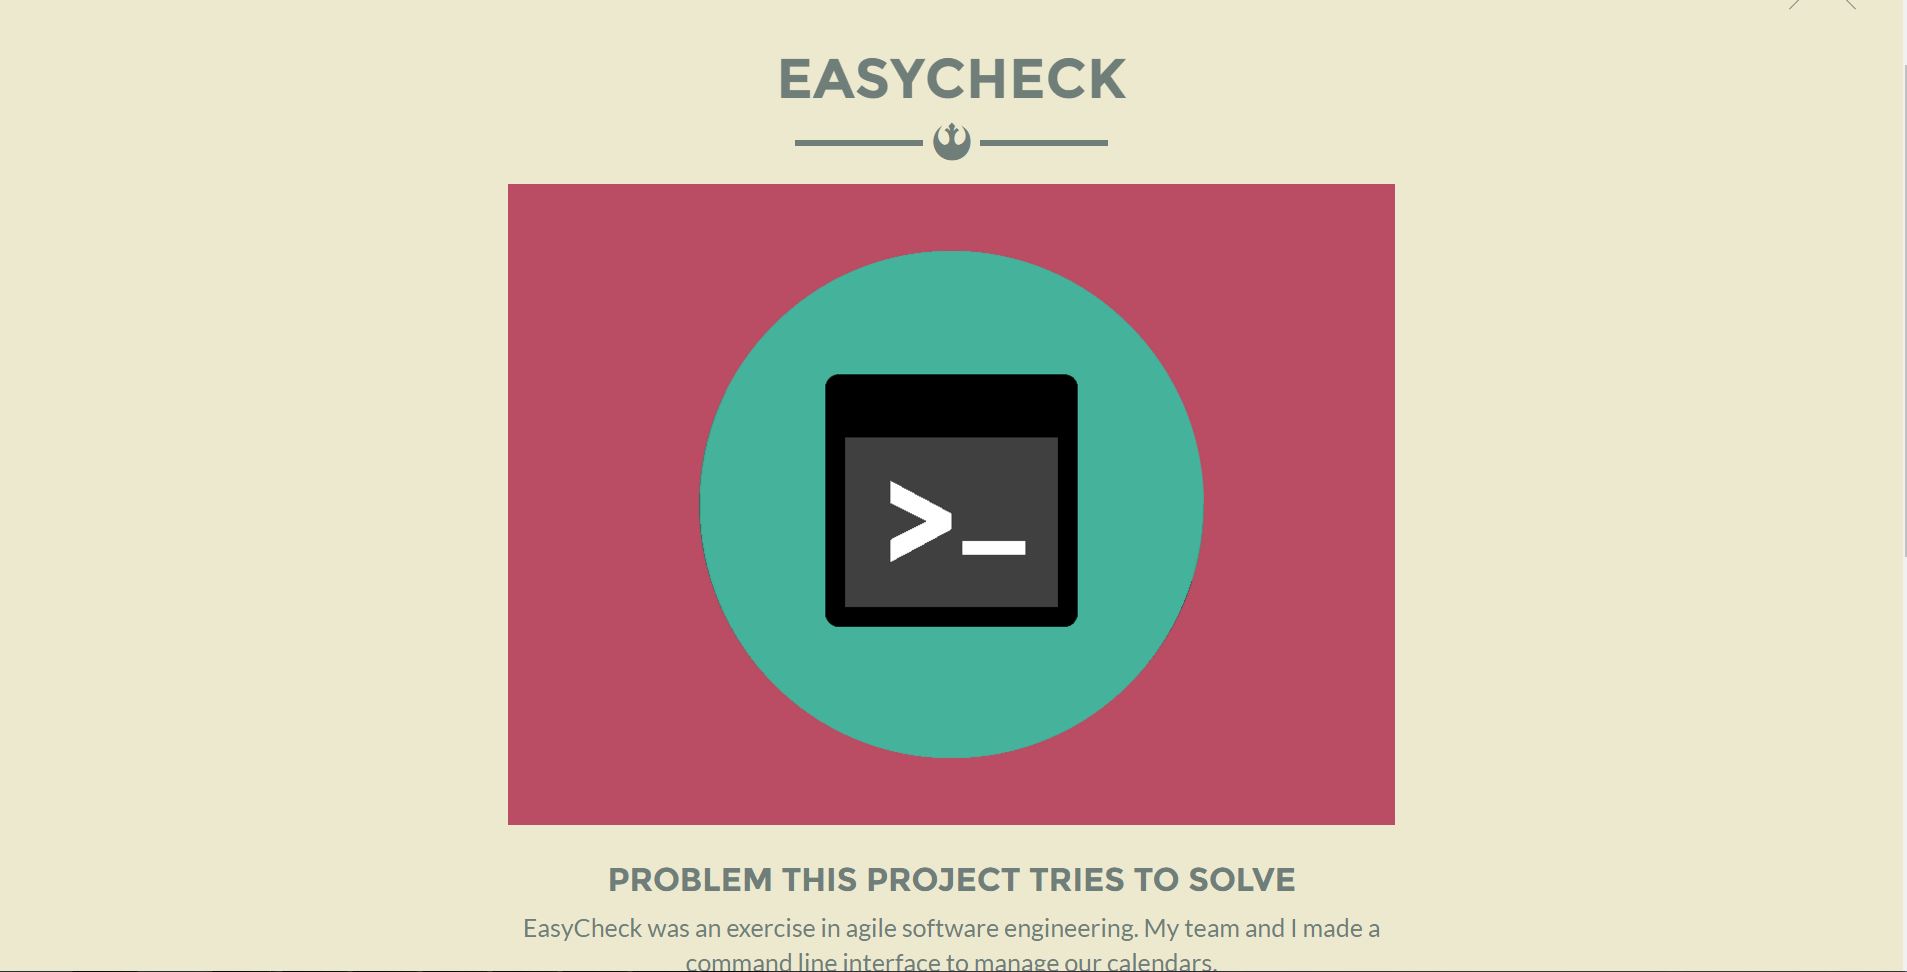 EASYCHECK
>_
PROBLEM THIS PROJECT TRIES TO SOLVE
EasyCheck was an exercise in agile software engineering. My team and I made a
command line interface to manage our calendars.